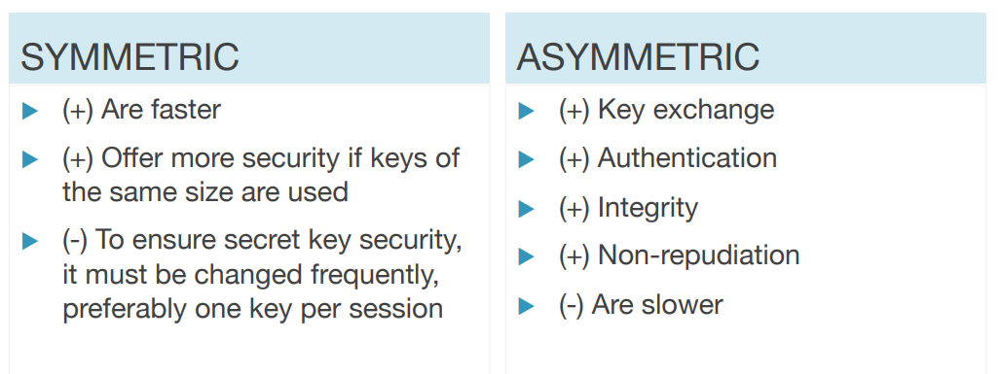 SYMMETRIC
(+) Are faster
(+) Offer more security if keys of
the same size are used
(-) To ensure secret key security,
it must be changed frequently,
preferably one key per session
ASYMMETRIC
(+) Key exchange
(+) Authentication
(+) Integrity
(+) Non-repudiation
(-) Are slower